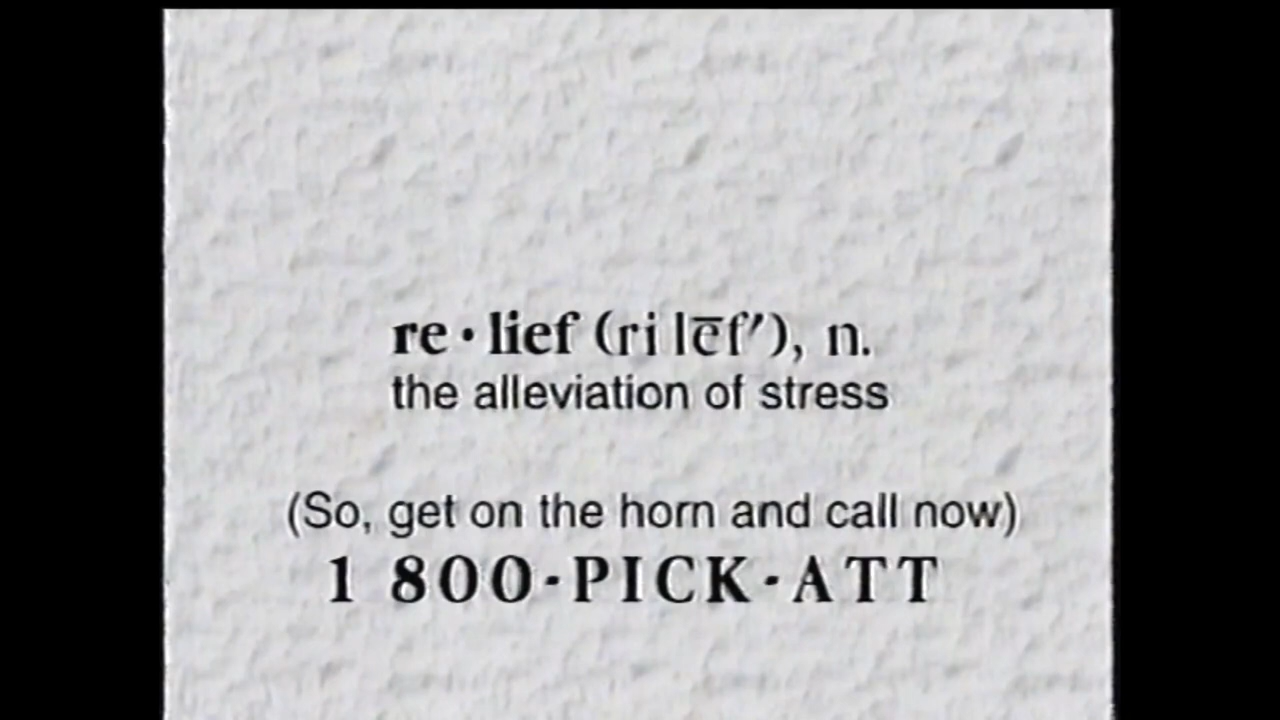 re • lief (ri lēf′), n.
the alleviation of stress
(So, get on the horn and call now)
1 800-PICK-ATT